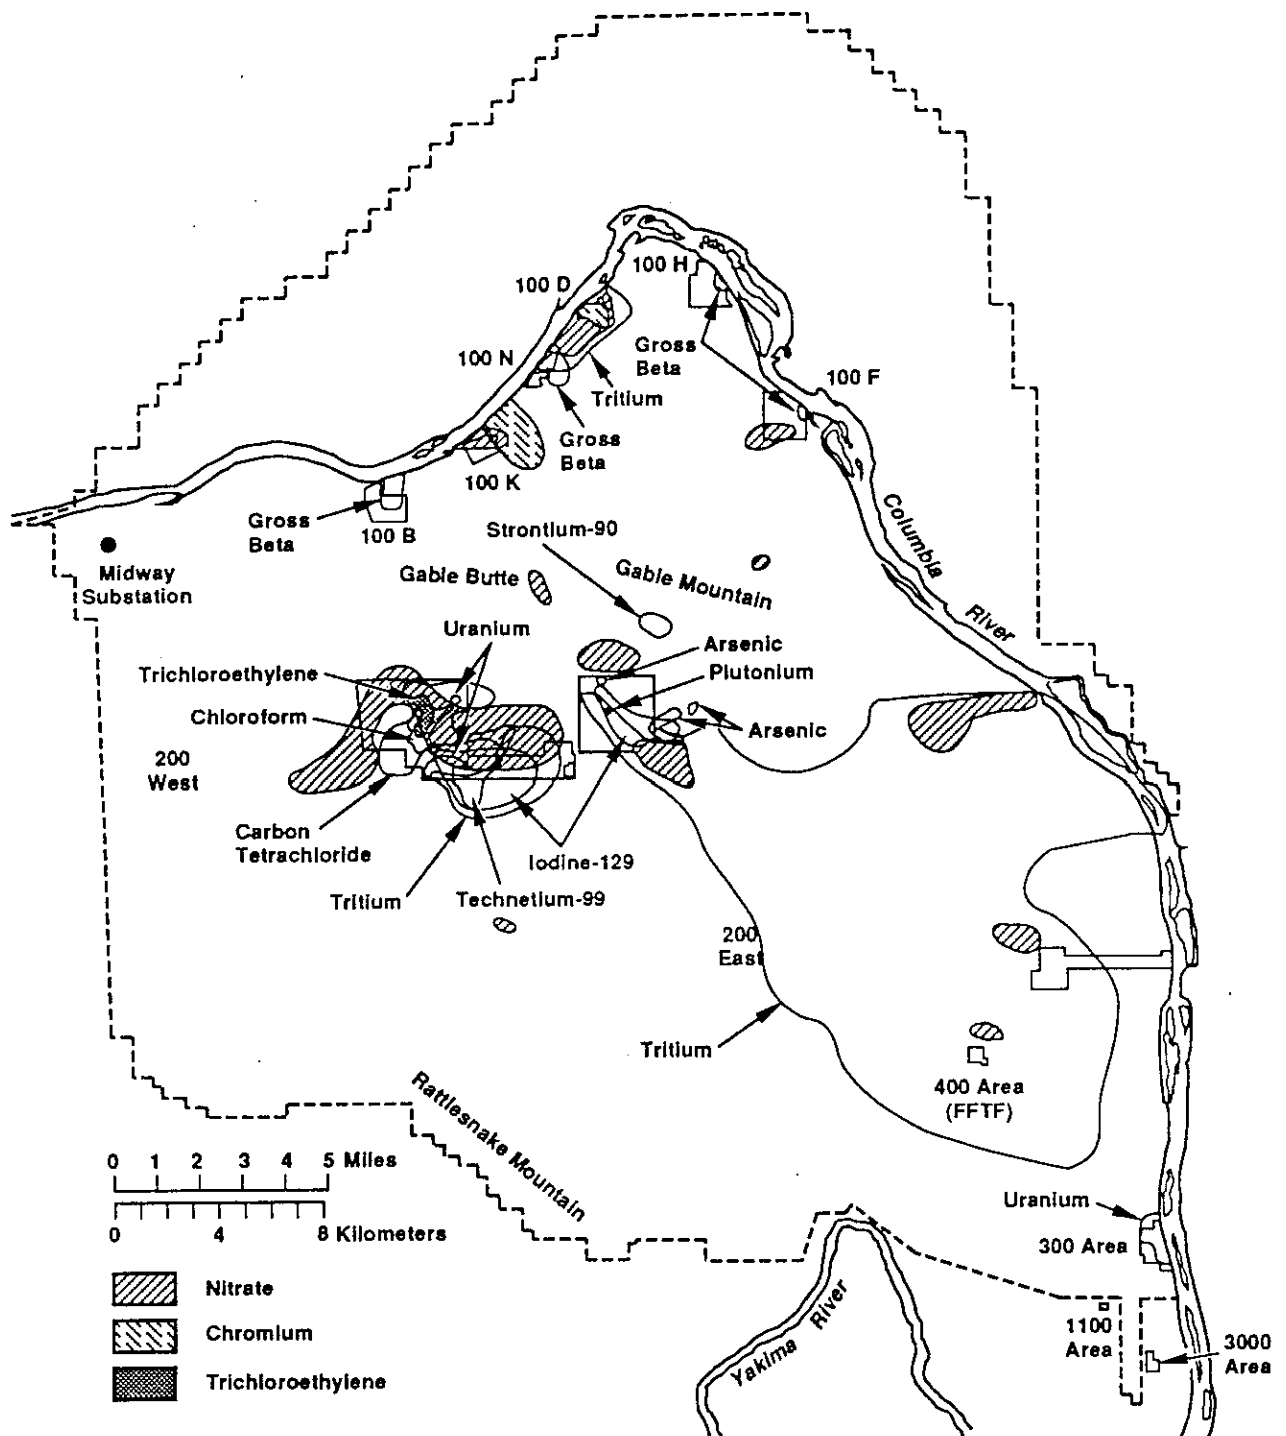 100 H
100 D
100 N
Gross
Beta
100 F
Tritium
Gross
Beta
100 K
Gross
Beta
100 B
Strontium-90
Columbia
River
Midway
Substation
Gable Butte
Gable Mountain
Uranium
Arsenic
Trichloroethylene
Plutonium
Chloroform
Arsenic
200
West
Carbon
Tetrachloride
Iodine-129
Tritium
Technetium-99
200
East
Tritium
400 Area
(FFTF)
Rattlesnake Mountain
0 1 2 3 4 5 Miles
0 4 8 Kilometers
Uranium
300 Area
Nitrate
Chromium
Trichloroethylene
Yakima
River
1100
Area
3000
Area